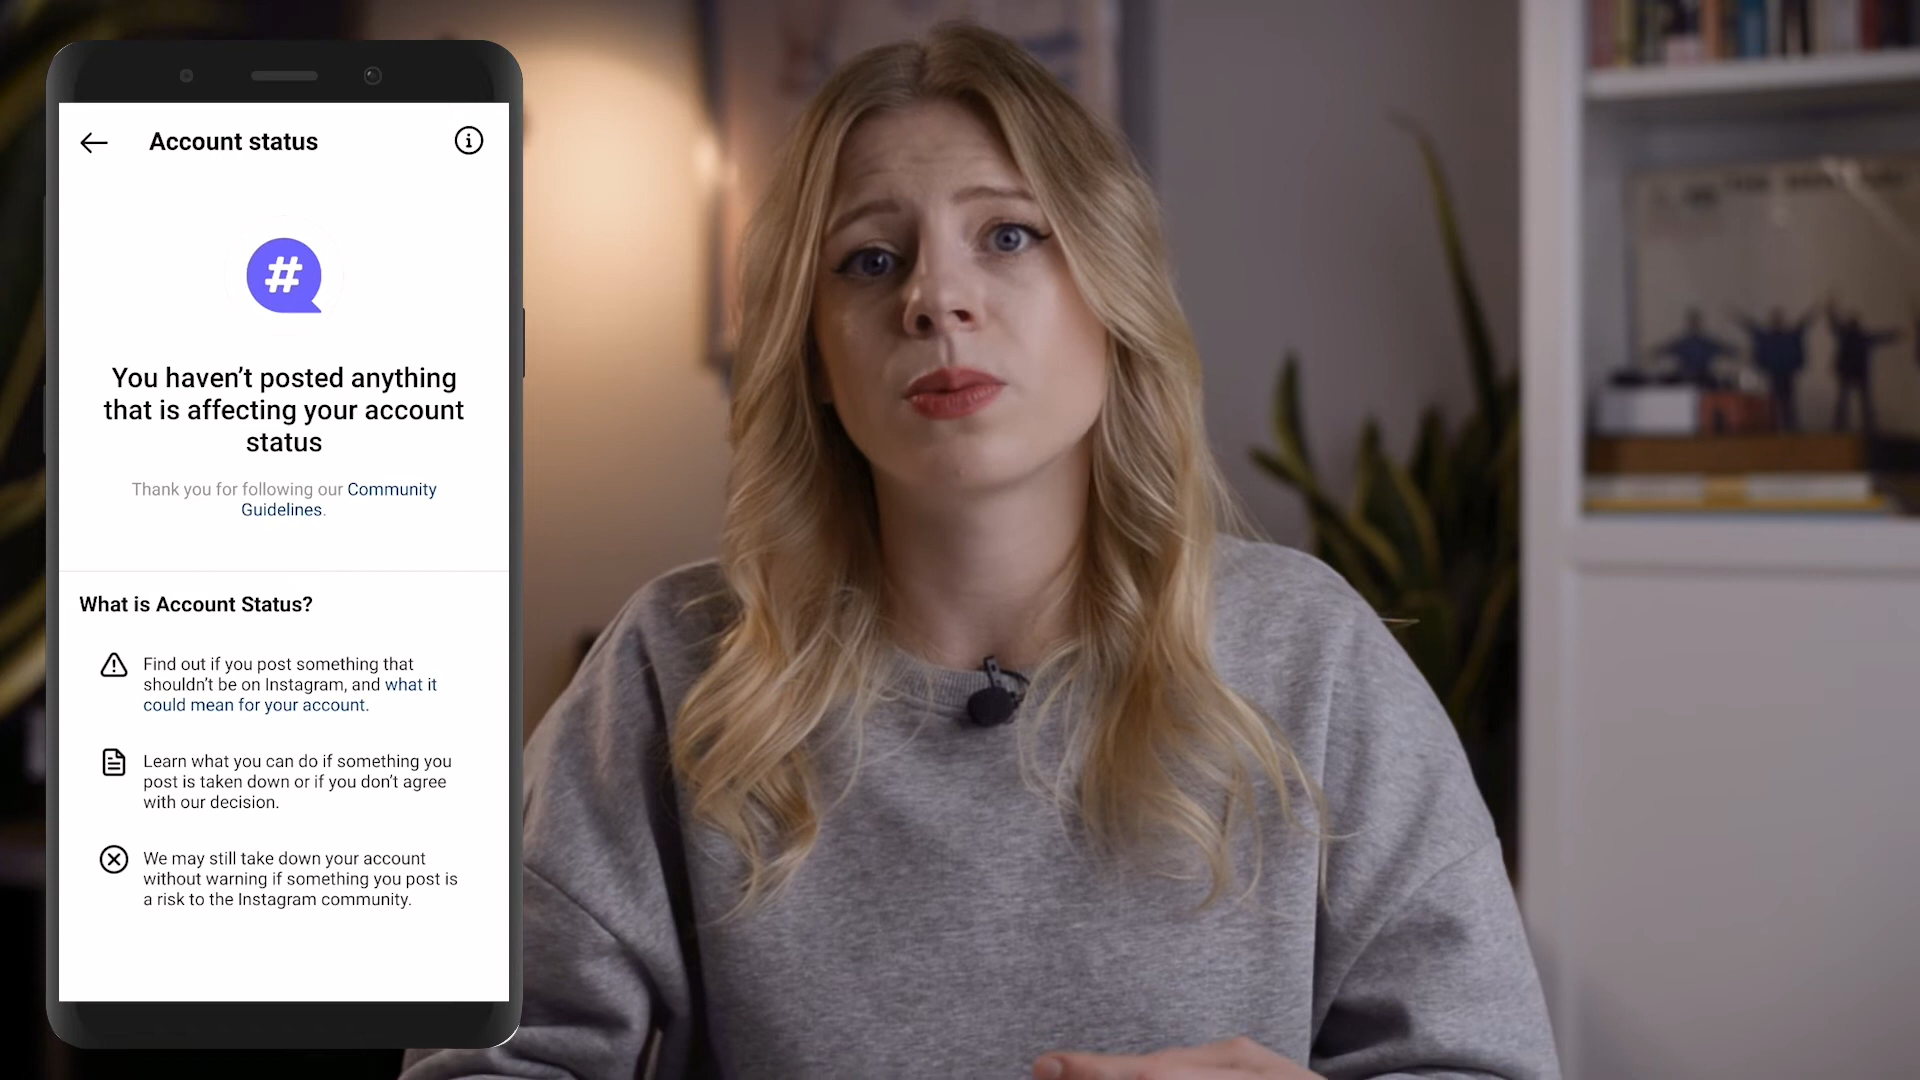 Account status
#
You haven’t posted anything
that is affecting your account
status
Thank you for following our Community
Guidelines.
What is Account Status?
Find out if you post something that
shouldn’t be on Instagram, and what it
could mean for your account.
Learn what you can do if something you
post is taken down or if you don’t agree
with our decision.
We may still take down your account
without warning if something you post is
a risk to the Instagram community.